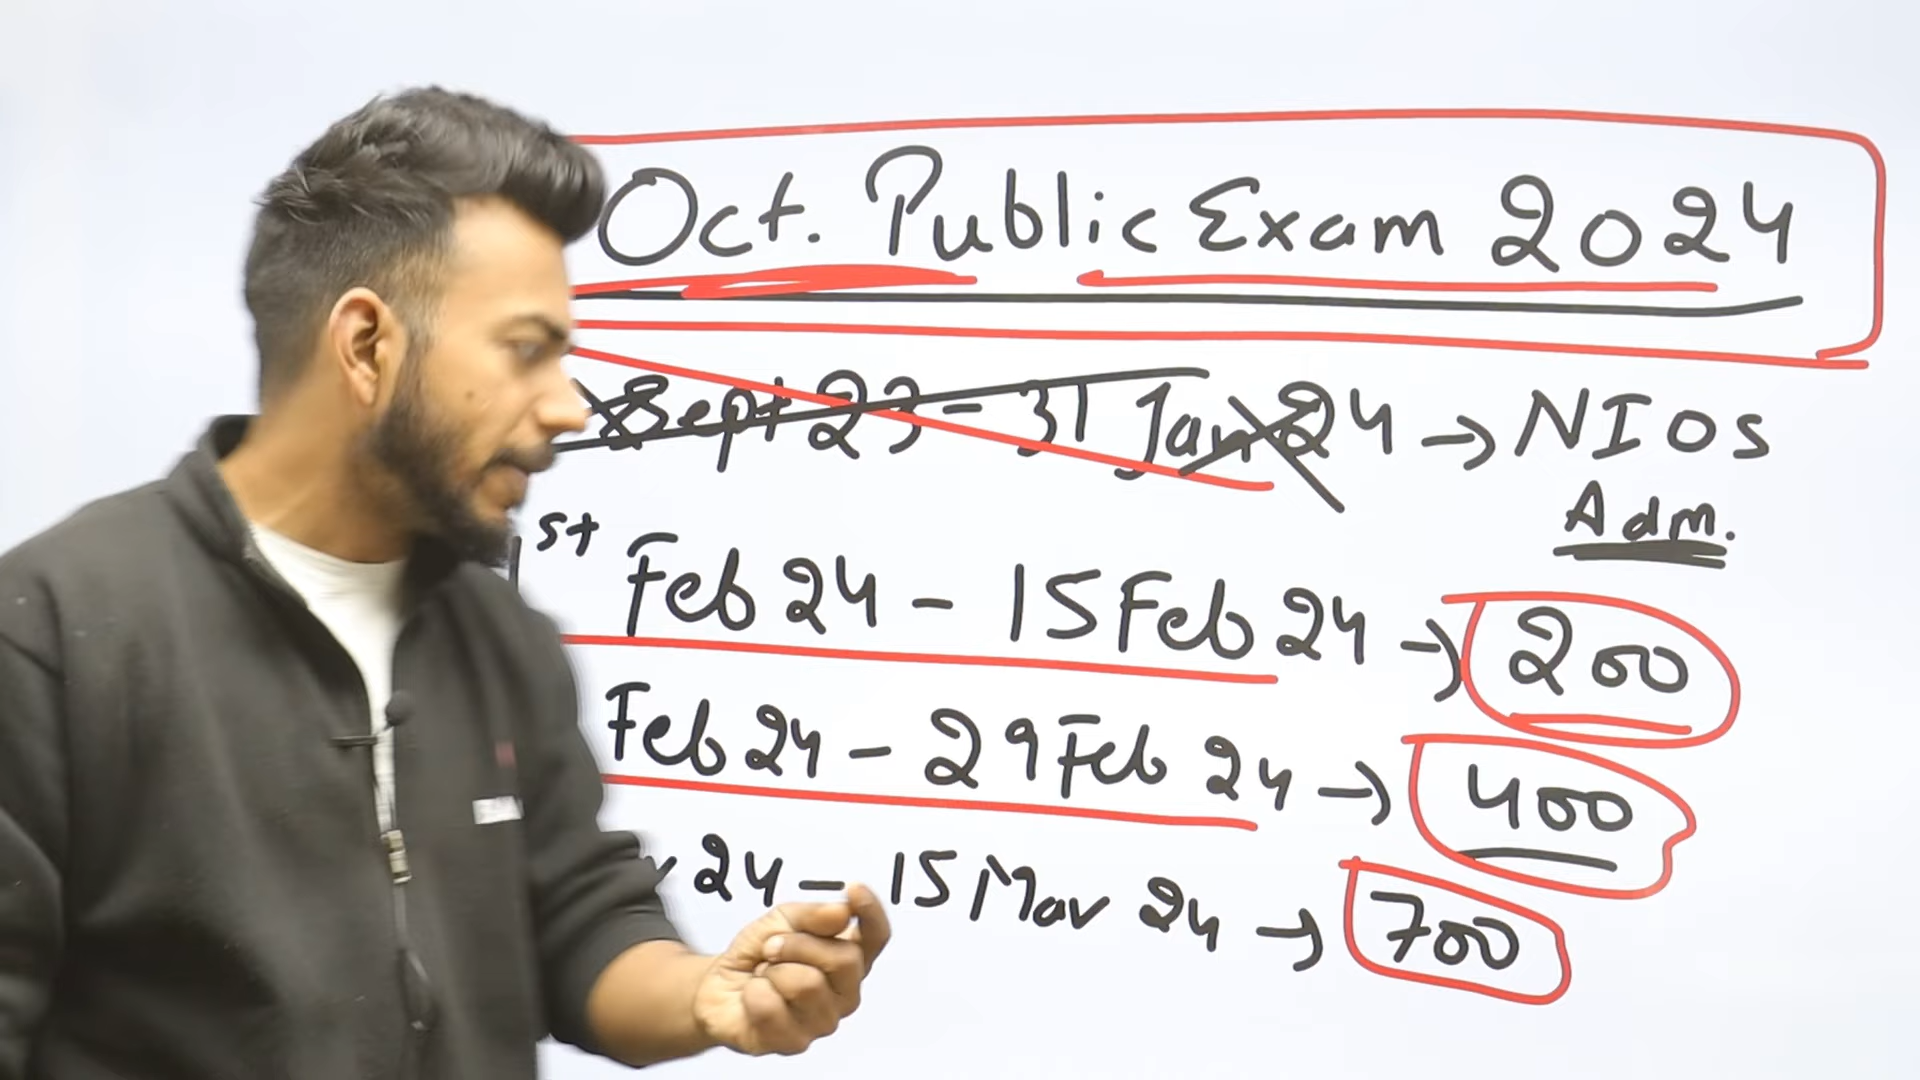 Oct. Public Exam 2024
Sept 23 - 31 Jan 24 → NIOS
Adm.
1st Feb 24 - 15 Feb 24 → 200
Feb 24 - 29 Feb 24 → 400
24 - 15 Mar 24 → 700